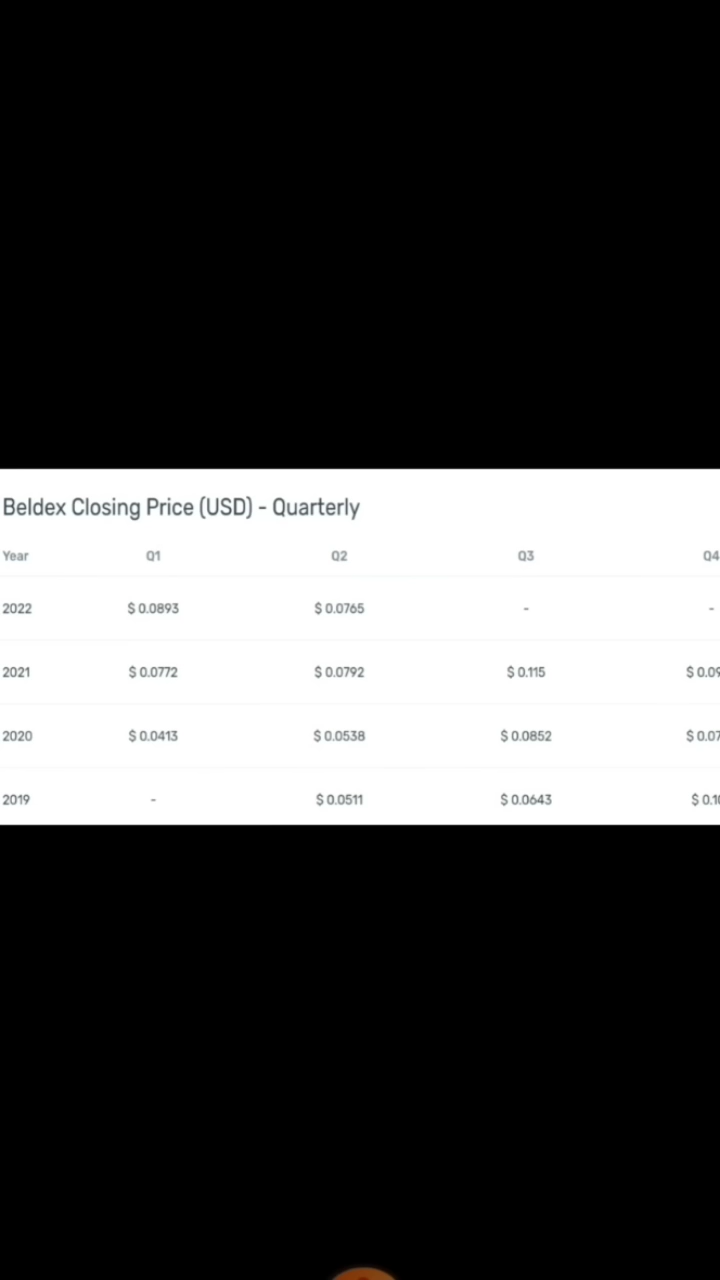 Beldex Closing Price (USD) - Quarterly
Year Q1 Q2 Q3 Q4
2022 $ 0.0893 $ 0.0765 - -
2021 $ 0.0772 $ 0.0792 $ 0.115
2020 $ 0.0413 $ 0.0538 $ 0.0852
2019 - $ 0.0511 $ 0.0643